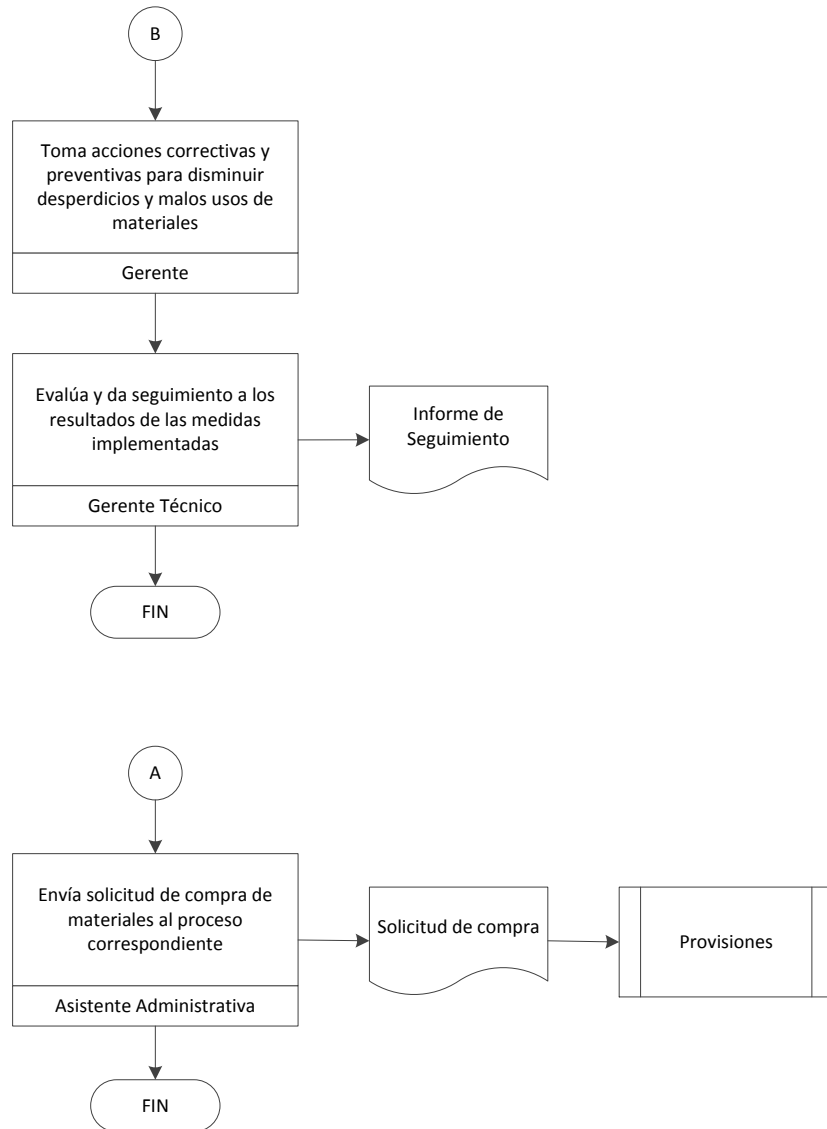 B
Toma acciones correctivas y
preventivas para disminuir
desperdicios y malos usos de
materiales
Gerente
Evalúa y da seguimiento a los
resultados de las medidas
implementadas
Gerente Técnico
Informe de
Seguimiento
FIN
A
Envía solicitud de compra de
materiales al proceso
correspondiente
Asistente Administrativa
Solicitud de compra
Provisiones
FIN